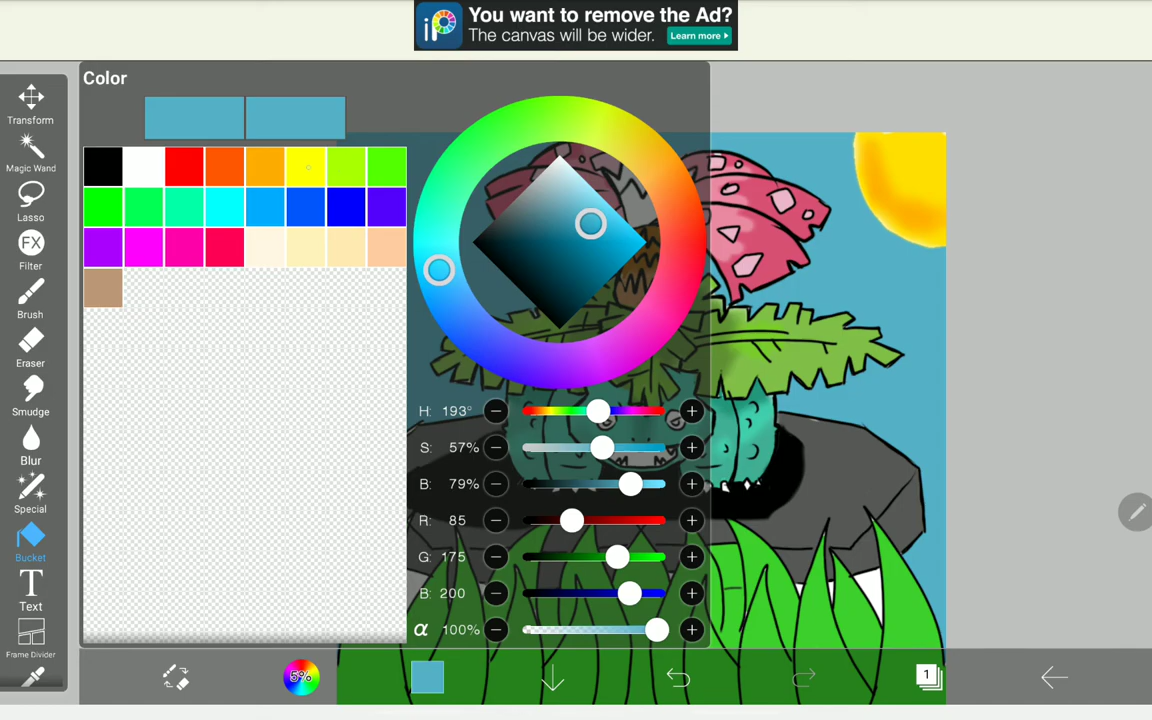 iP
You want to remove the Ad?
The canvas will be wider.
Learn more
Color
Transform
Magic Wand
Lasso
FX
Filter
Brush
Eraser
Smudge
Blur
Special
Bucket
T
Text
Frame Divider
H: 193°
S: 57%
B: 79%
R: 85
G: 175
B: 200
α 100%
5%
1